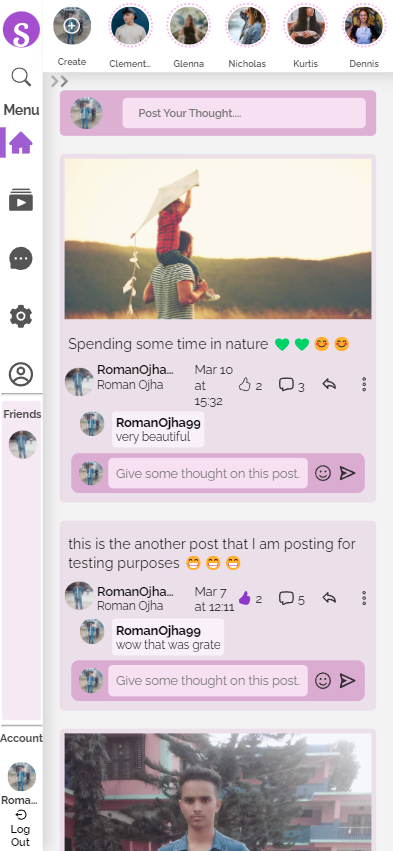 S
Menu
Friends
Account
Roma...
Log
Out
Create
Clement...
Glenna
Nicholas
Kurtis
Dennis
Post Your Thought....
Spending some time in nature 💚 💚 😊 😊
RomanOjha...
Roman Ojha
Mar 10
at
15:32
2
3
RomanOjha99
very beautiful
Give some thought on this post.
this is the another post that I am posting for
testing purposes 😁 😁 😁
RomanOjha...
Roman Ojha
Mar 7
at 12:11
2
5
RomanOjha99
wow that was grate
Give some thought on this post.